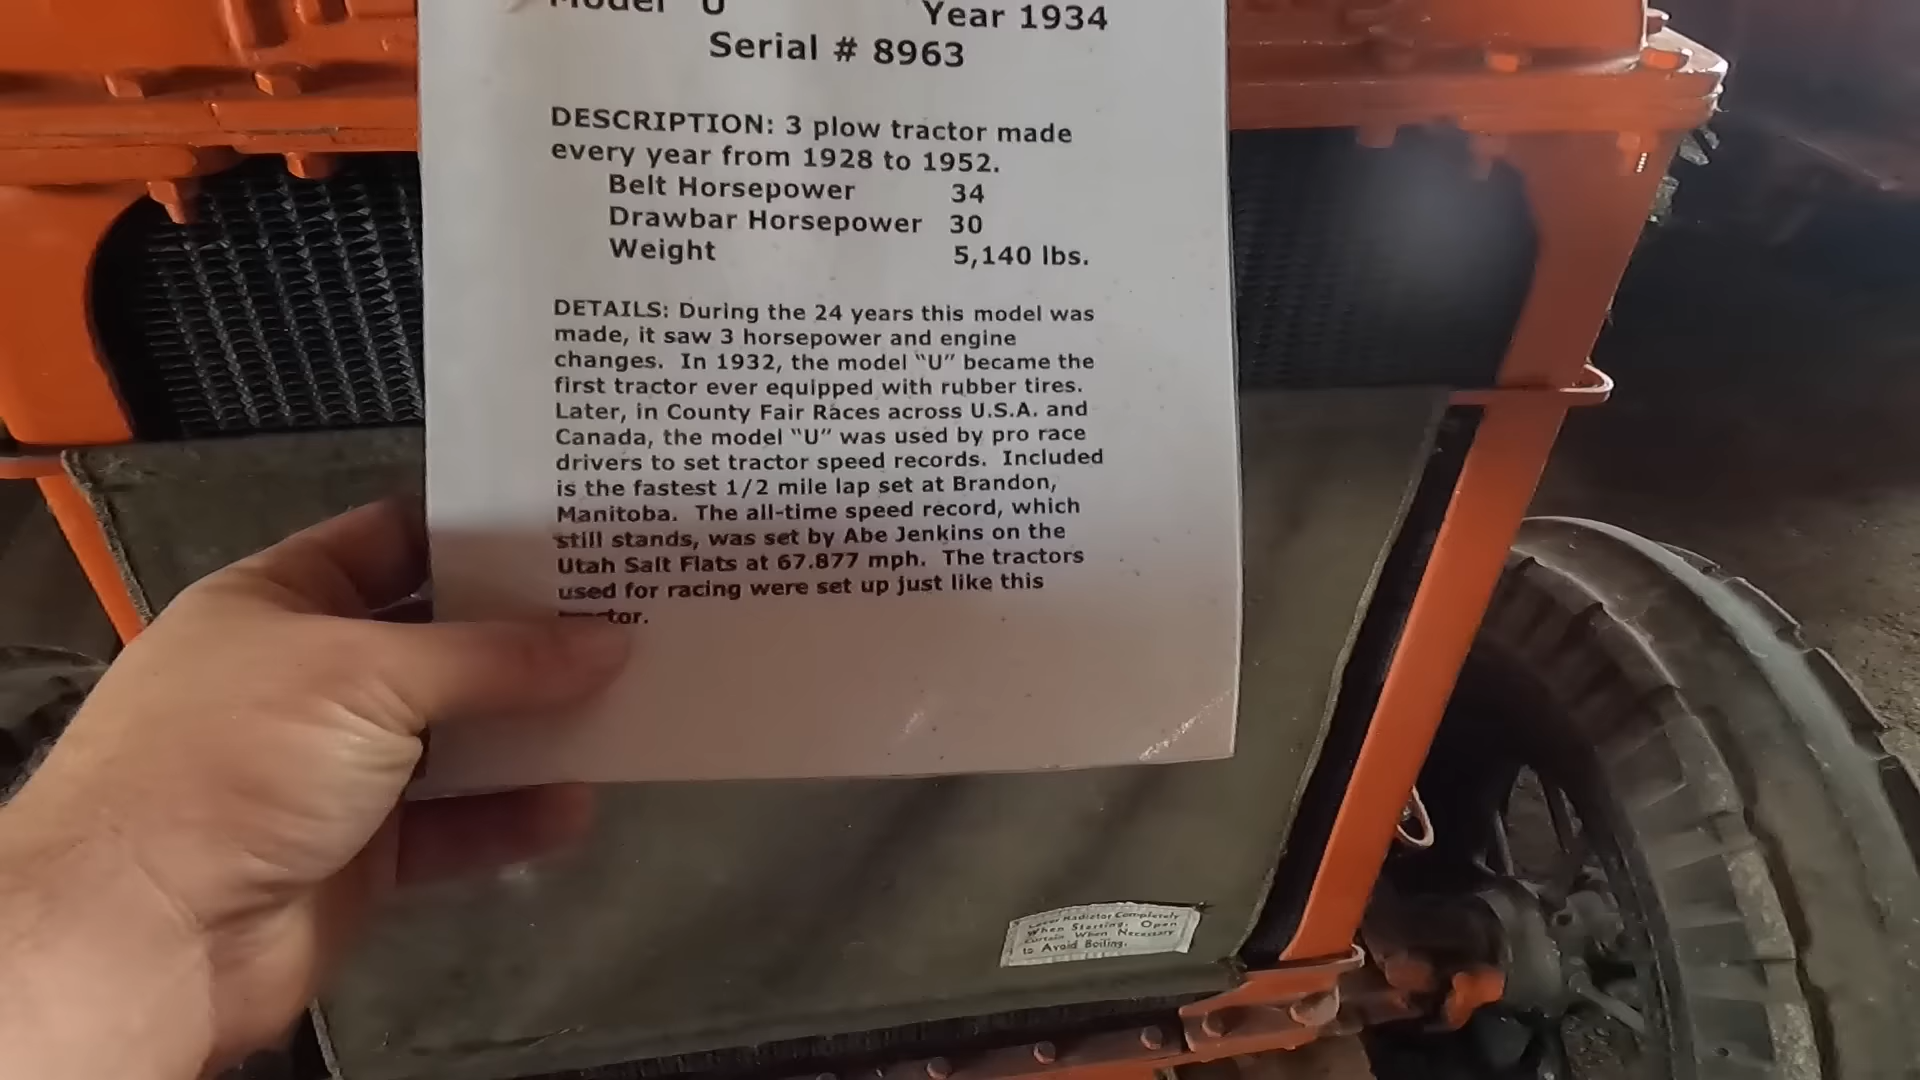 Model U Year 1934
Serial # 8963
DESCRIPTION: 3 plow tractor made
every year from 1928 to 1952.
Belt Horsepower 34
Drawbar Horsepower 30
Weight 5,140 lbs.
DETAILS: During the 24 years this model was
made, it saw 3 horsepower and engine
changes. In 1932, the model "U" became the
first tractor ever equipped with rubber tires.
Later, in County Fair Races across U.S.A. and
Canada, the model "U" was used by pro race
drivers to set tractor speed records. Included
is the fastest 1/2 mile lap set at Brandon,
Manitoba. The all-time speed record, which
still stands, was set by Abe Jenkins on the
Utah Salt Flats at 67.877 mph. The tractors
used for racing were set up just like this
tor.
Radiator Completely
When Starting. Open
Curtain When Necessary
to Avoid Boiling.